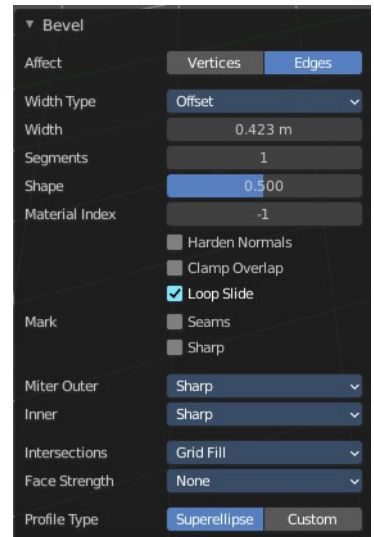 Bevel
Affect Vertices Edges
Width Type Offset
Width 0.423 m
Segments 1
Shape 0.500
Material Index -1
Harden Normals
Clamp Overlap
Loop Slide
Mark Seams
Sharp
Miter Outer Sharp
Inner Sharp
Intersections Grid Fill
Face Strength None
Profile Type Superellipse Custom